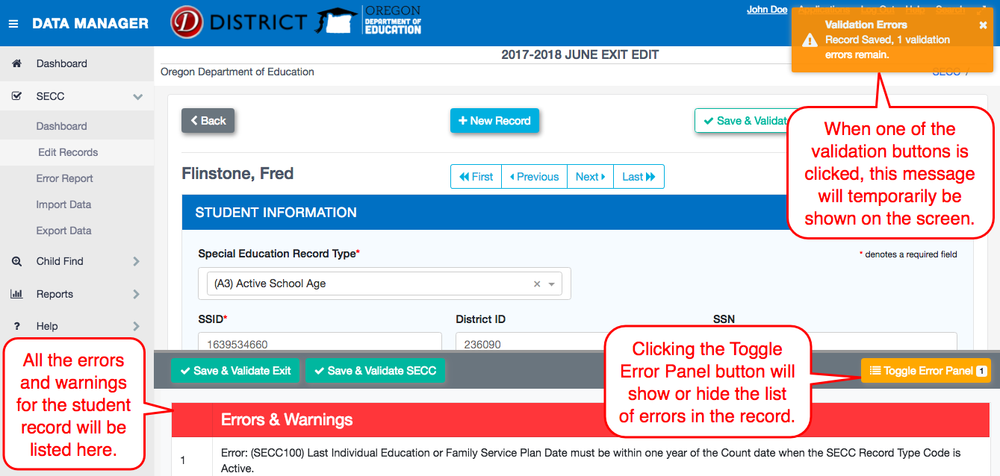 DATA MANAGER
D DISTRICT
OREGON
DEPARTMENT OF
EDUCATION
John Doe Applications Log Out Help Search
Validation Errors
Record Saved, 1 validation
errors remain.
2017-2018 JUNE EXIT EDIT
Oregon Department of Education
SECC /
Dashboard
SECC
Dashboard
Edit Records
Error Report
Import Data
Export Data
Child Find
Reports
? Help
Back
+ New Record
Save & Validat
When one of the
validation buttons is
clicked, this message
will temporarily be
shown on the screen.
Flinstone, Fred
First Previous Next Last
STUDENT INFORMATION
Special Education Record Type*
* denotes a required field
(A3) Active School Age
SSID* District ID SSN
1639534660 236090
Clicking the Toggle
Error Panel button will
show or hide the list
of errors in the record.
All the errors
and warnings
for the student
record will be
listed here.
Save & Validate Exit Save & Validate SECC Toggle Error Panel 1
Errors & Warnings
1 Error: (SECC100) Last Individual Education or Family Service Plan Date must be within one year of the Count date when the SECC Record Type Code is
Active.